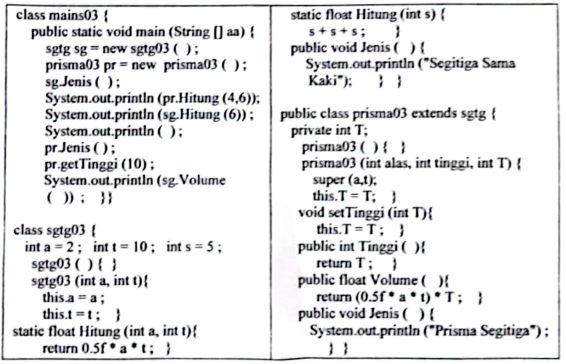 class mains03 {
public static void main (String [] aa) {
sgtg sg = new sgtg03 ( ) ;
prisma03 pr = new prisma03 ( ) ;
sg.Jenis ( ) ;
System.out.println (pr.Hitung (4,6));
System.out.println (sg.Hitung (6)) ;
System.out.println ( ) ;
pr.Jenis ( ) ;
pr.getTinggi (10) ;
System.out.println (sg.Volume
( )) ; }}
class sgtg03 {
int a = 2 ; int t = 10 ; int s = 5 ;
sgtg03 ( ) { }
sgtg03 (int a, int t){
this.a = a ;
this.t = t ; }
static float Hitung (int a, int t){
return 0.5f * a * t ; }
static float Hitung (int s) {
s + s + s ; }
public void Jenis ( ) {
System.out.println ("Segitiga Sama
Kaki"); } }
public class prisma03 extends sgtg {
private int T;
prisma03 ( ) { }
prisma03 (int alas, int tinggi, int T) {
super (a,t);
this.T = T; }
void setTinggi (int T){
this.T = T ; }
public int Tinggi ( ){
return T ; }
public float Volume ( ){
return (0.5f * a * t) * T ; }
public void Jenis ( ) {
System.out.println ("Prisma Segitiga") ;
} }